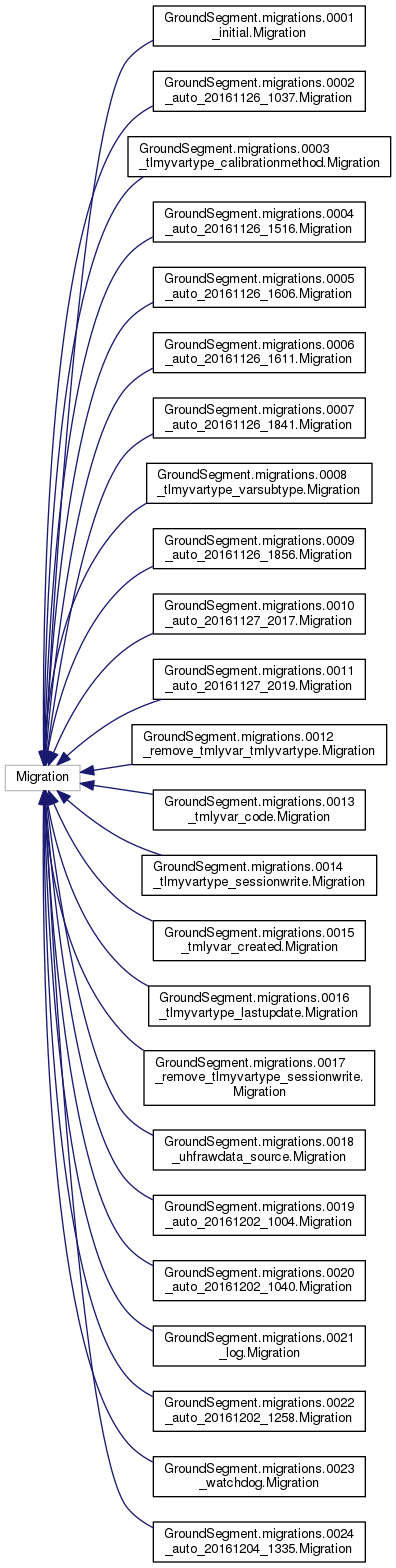 GroundSegment.migrations.0001
_initial.Migration
GroundSegment.migrations.0002
_auto_20161126_1037.Migration
GroundSegment.migrations.0003
_tlmyvartype_calibrationmethod.Migration
GroundSegment.migrations.0004
_auto_20161126_1516.Migration
GroundSegment.migrations.0005
_auto_20161126_1606.Migration
GroundSegment.migrations.0006
_auto_20161126_1611.Migration
GroundSegment.migrations.0007
_auto_20161126_1841.Migration
GroundSegment.migrations.0008
_tlmyvartype_varsubtype.Migration
GroundSegment.migrations.0009
_auto_20161126_1856.Migration
GroundSegment.migrations.0010
_auto_20161127_2017.Migration
GroundSegment.migrations.0011
_auto_20161127_2019.Migration
GroundSegment.migrations.0012
_remove_tmlyvar_tmlyvartype.Migration
Migration
GroundSegment.migrations.0013
_tmlyvar_code.Migration
GroundSegment.migrations.0014
_tlmyvartype_sessionwrite.Migration
GroundSegment.migrations.0015
_tmlyvar_created.Migration
GroundSegment.migrations.0016
_tlmyvartype_lastupdate.Migration
GroundSegment.migrations.0017
_remove_tlmyvartype_sessionwrite.
Migration
GroundSegment.migrations.0018
_uhfrawdata_source.Migration
GroundSegment.migrations.0019
_auto_20161202_1004.Migration
GroundSegment.migrations.0020
_auto_20161202_1040.Migration
GroundSegment.migrations.0021
_log.Migration
GroundSegment.migrations.0022
_auto_20161202_1258.Migration
GroundSegment.migrations.0023
_watchdog.Migration
GroundSegment.migrations.0024
_auto_20161204_1335.Migration